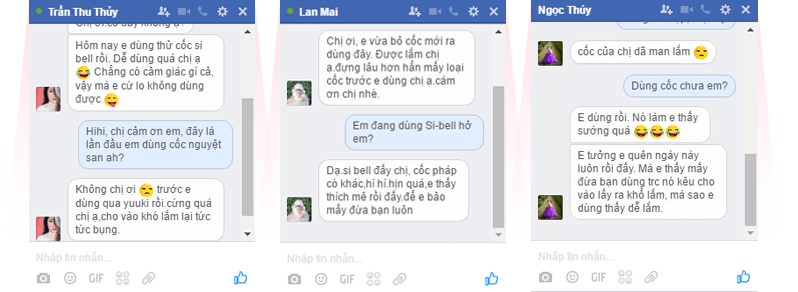 Trần Thu Thủy
Hôm nay e dùng thử cốc si
bell rồi. Dễ dùng quá chị ạ
😂 Chẳng có cảm giác gì cả,
vậy mà e cứ lo không dùng
được 😜
Hihi, chị cảm ơn em, đây là
lần đầu em dùng cốc nguyệt
san ah?
Không chị ơi 😒 trước e
dùng qua yuuki rồi.cứng quá
chị ạ,cho vào khó lắm lại tức
tức bụng.
Nhập tin nhắn...
GIF
Lan Mai
Chị ơi, e vừa bỏ cốc mới ra
dùng đây. Được lắm chị
ạ.đựng lâu hơn hẳn mấy loại
cốc trước e dùng chị ạ.cám
ơn chị nhé.
Em đang dùng Si-bell hở
em?
Dạ.si bell đấy chị, cốc pháp
có khác,hí hí.hịn quá,e thấy
thích mê rồi đấy.để e bảo
mấy đứa bạn luôn
Nhập tin nhắn...
GIF
Ngọc Thúy
cốc của chị dã man lắm 😒
Dùng cốc chưa em?
E dùng rồi. Nó làm e thấy
sướng quá 😂😂😂
E tưởng e quên ngày này
luôn rồi đấy. Mà e thấy mấy
đứa bạn dùng trc nó kêu cho
vào lấy ra khổ lắm, mà sao e
dùng thấy dễ lắm.
Nhập tin nhắn...
GIF